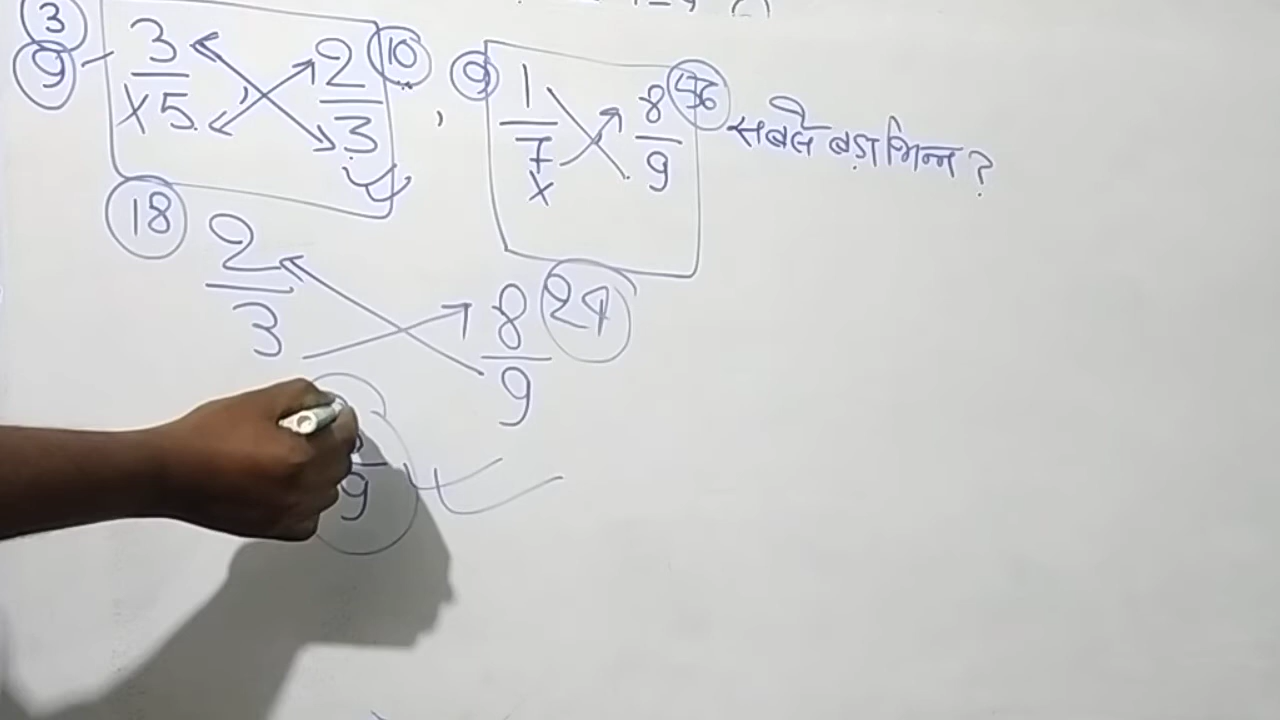 3
9 3/5 2/3 10 , 9 1/7 8/9 56 सबसे बड़ा भिन्न ?
x x
18 2/3 8/9 24
9